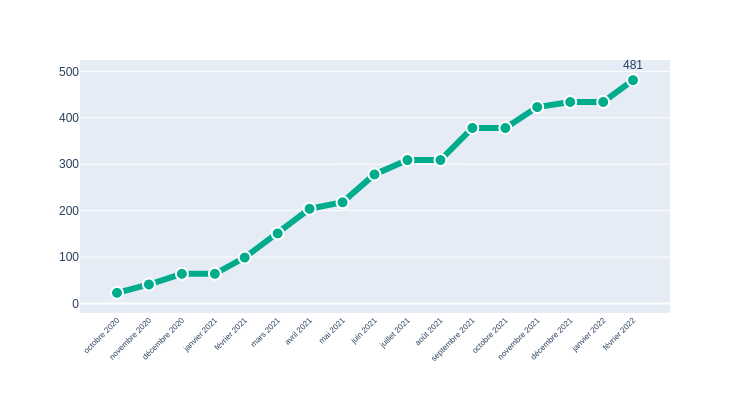 481
500
400
300
200
100
0
octobre 2020
novembre 2020
décembre 2020
janvier 2021
février 2021
mars 2021
avril 2021
mai 2021
juin 2021
juillet 2021
août 2021
septembre 2021
octobre 2021
novembre 2021
décembre 2021
janvier 2022
février 2022